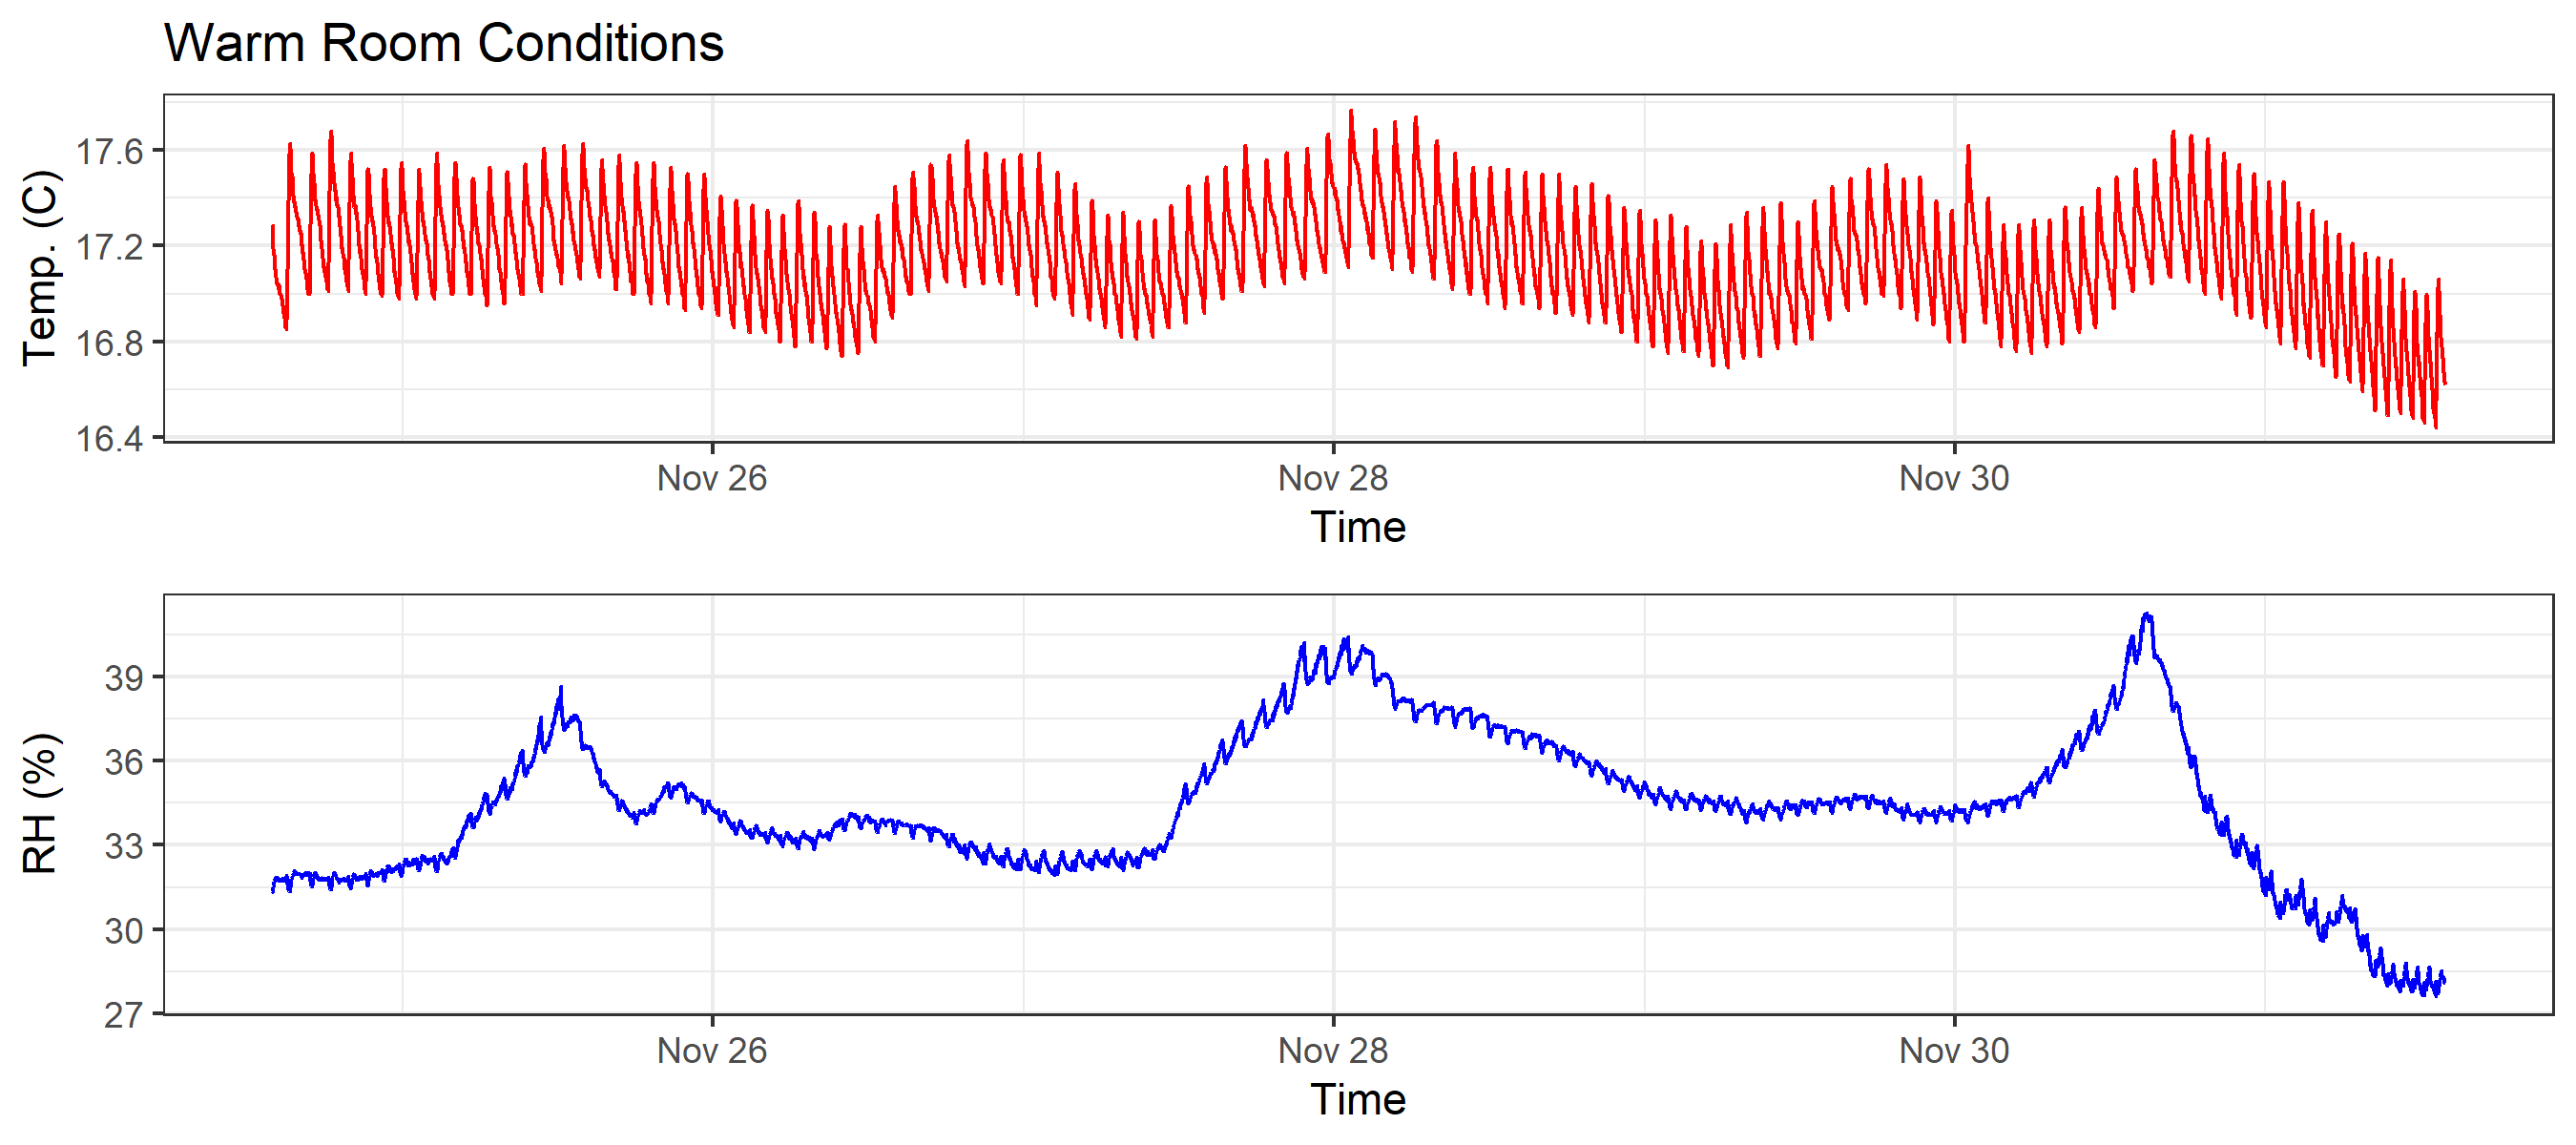 Warm Room Conditions
Temp. (C)
17.6
17.2
16.8
16.4
Nov 26 Nov 28 Nov 30
Time
RH (%)
39
36
33
30
27
Nov 26 Nov 28 Nov 30
Time